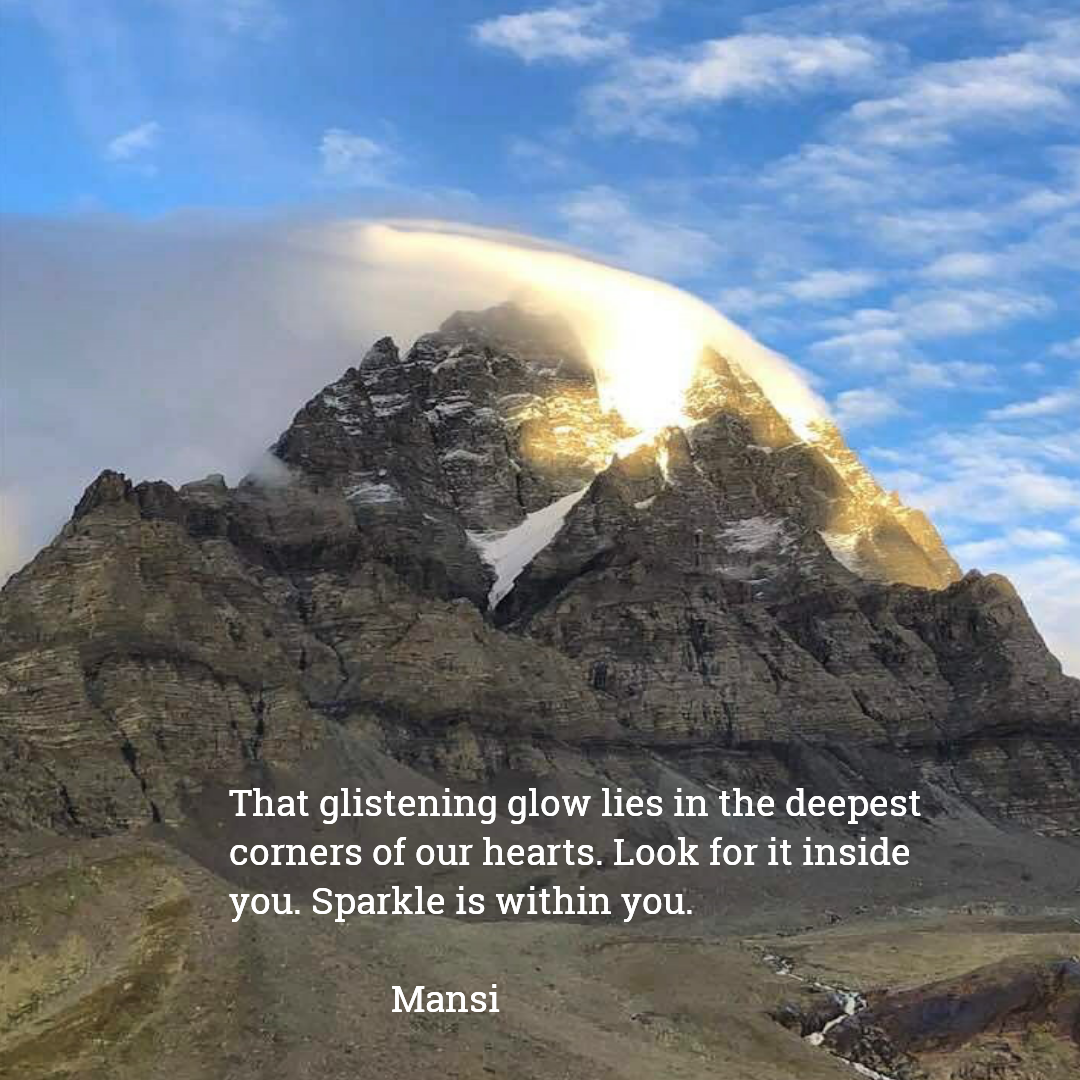 That glistening glow lies in the deepest
corners of our hearts. Look for it inside
you. Sparkle is within you.
Mansi